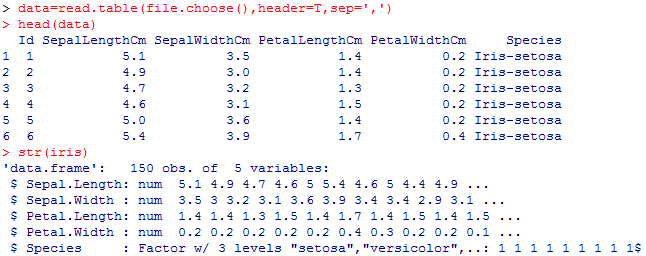 > data=read.table(file.choose(),header=T,sep=',')
> head(data)
  Id SepalLengthCm SepalWidthCm PetalLengthCm PetalWidthCm     Species
1  1           5.1          3.5           1.4          0.2 Iris-setosa
2  2           4.9          3.0           1.4          0.2 Iris-setosa
3  3           4.7          3.2           1.3          0.2 Iris-setosa
4  4           4.6          3.1           1.5          0.2 Iris-setosa
5  5           5.0          3.6           1.4          0.2 Iris-setosa
6  6           5.4          3.9           1.7          0.4 Iris-setosa
> str(iris)
'data.frame':   150 obs. of  5 variables:
 $ Sepal.Length: num  5.1 4.9 4.7 4.6 5 5.4 4.6 5 4.4 4.9 ...
 $ Sepal.Width : num  3.5 3 3.2 3.1 3.6 3.9 3.4 3.4 2.9 3.1 ...
 $ Petal.Length: num  1.4 1.4 1.3 1.5 1.4 1.7 1.4 1.5 1.4 1.5 ...
 $ Petal.Width : num  0.2 0.2 0.2 0.2 0.2 0.4 0.3 0.2 0.2 0.1 ...
 $ Species     : Factor w/ 3 levels "setosa","versicolor",..: 1 1 1 1 1 1 1 1 1$